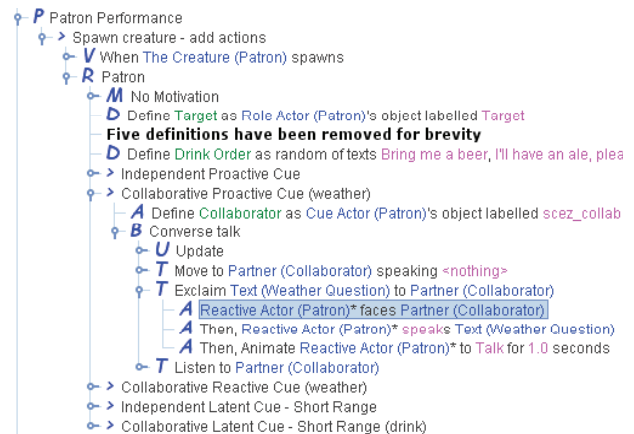 P Patron Performance
> Spawn creature - add actions
V When The Creature (Patron) spawns
R Patron
M No Motivation
D Define Target as Role Actor (Patron)'s object labelled Target
Five definitions have been removed for brevity
D Define Drink Order as random of texts Bring me a beer, I'll have an ale, plea
> Independent Proactive Cue
> Collaborative Proactive Cue (weather)
A Define Collaborator as Cue Actor (Patron)'s object labelled scez_collab
B Converse talk
U Update
T Move to Partner (Collaborator) speaking <nothing>
T Exclaim Text (Weather Question) to Partner (Collaborator)
A Reactive Actor (Patron)* faces Partner (Collaborator)
A Then, Reactive Actor (Patron)* speaks Text (Weather Question)
A Then, Animate Reactive Actor (Patron)* to Talk for 1.0 seconds
T Listen to Partner (Collaborator)
> Collaborative Reactive Cue (weather)
> Independent Latent Cue - Short Range
> Collaborative Latent Cue - Short Range (drink)